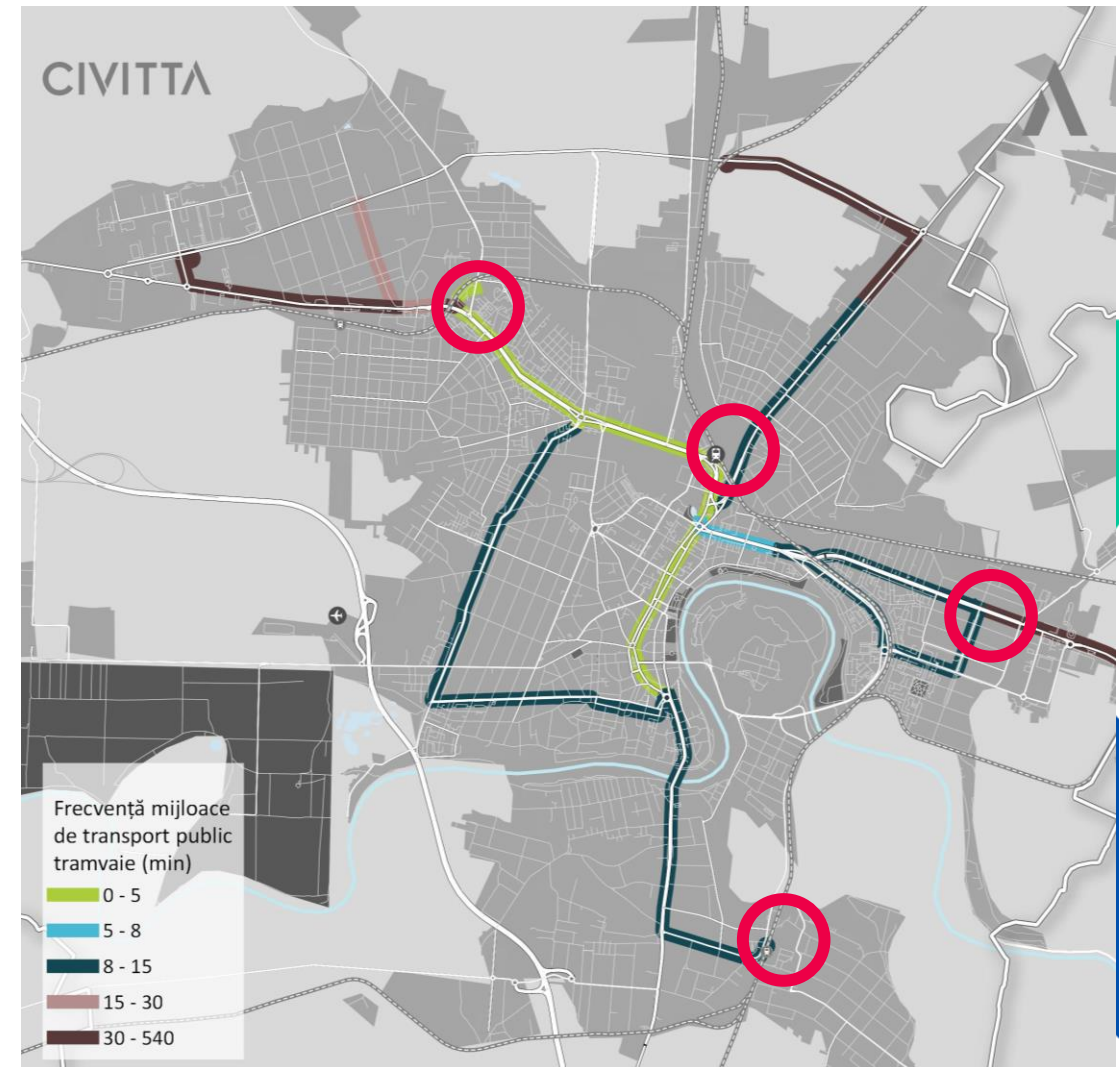 CIVITTA
Frecvență mijloace
de transport public
tramvaie (min)
0 - 5
5 - 8
8 - 15
15 - 30
30 - 540